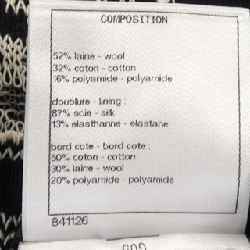 COMPOSITION
52% laine - wool
32% coton - cotton
16% polyamide - polyamide
doublure - lining :
87% soie - silk
13% elasthanne - elastane
bord cote - bord cote :
50% coton - cotton
30% laine - wool
20% polyamide - polyamide
841126